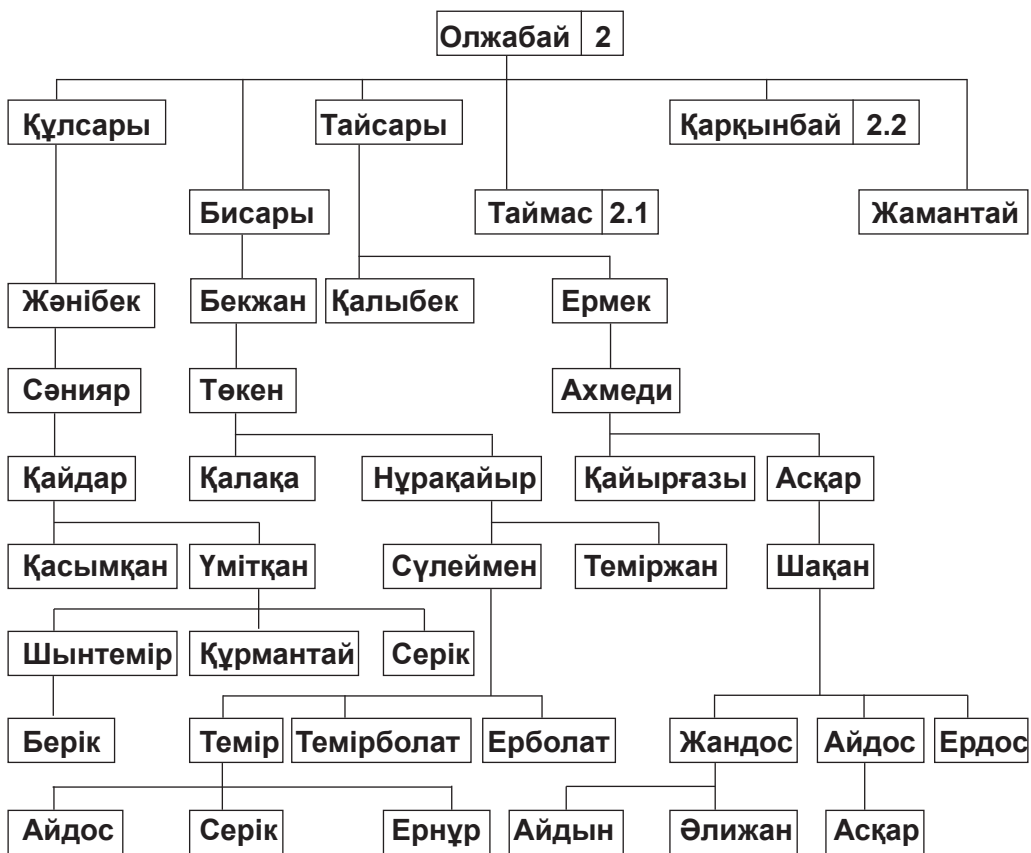 Олжабай 2
Құлсары Тайсары Қарқынбай 2.2
Бисары Таймас 2.1 Жамантай
Жәнібек Бекжан Қалыбек Ермек
Сәнияр Төкен Ахмеди
Қайдар Қалақа Нұрақайыр Қайырғазы Асқар
Қасымқан Үмітқан Сүлеймен Теміржан Шақан
Шынтемір Құрмантай Серік
Берік Темір Темірболат Ерболат Жандос Айдос Ердос
Айдос Серік Ернұр Айдын Әлижан Асқар